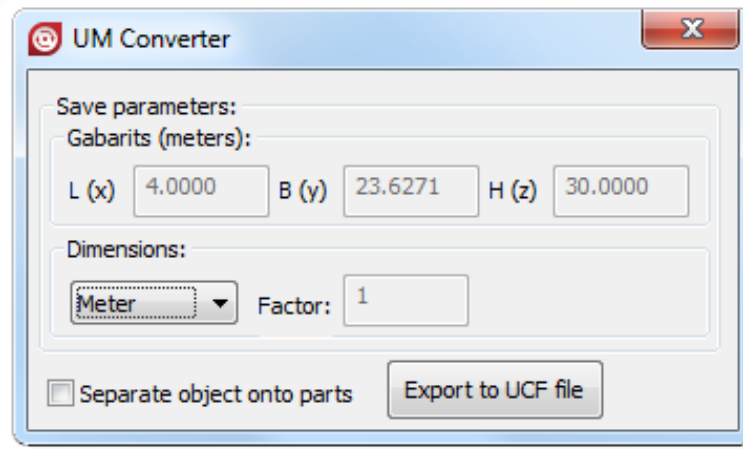 UM Converter
Save parameters:
Gabarits (meters):
L (x) 4.0000 B (y) 23.6271 H (z) 30.0000
Dimensions:
Meter Factor: 1
Separate object onto parts Export to UCF file